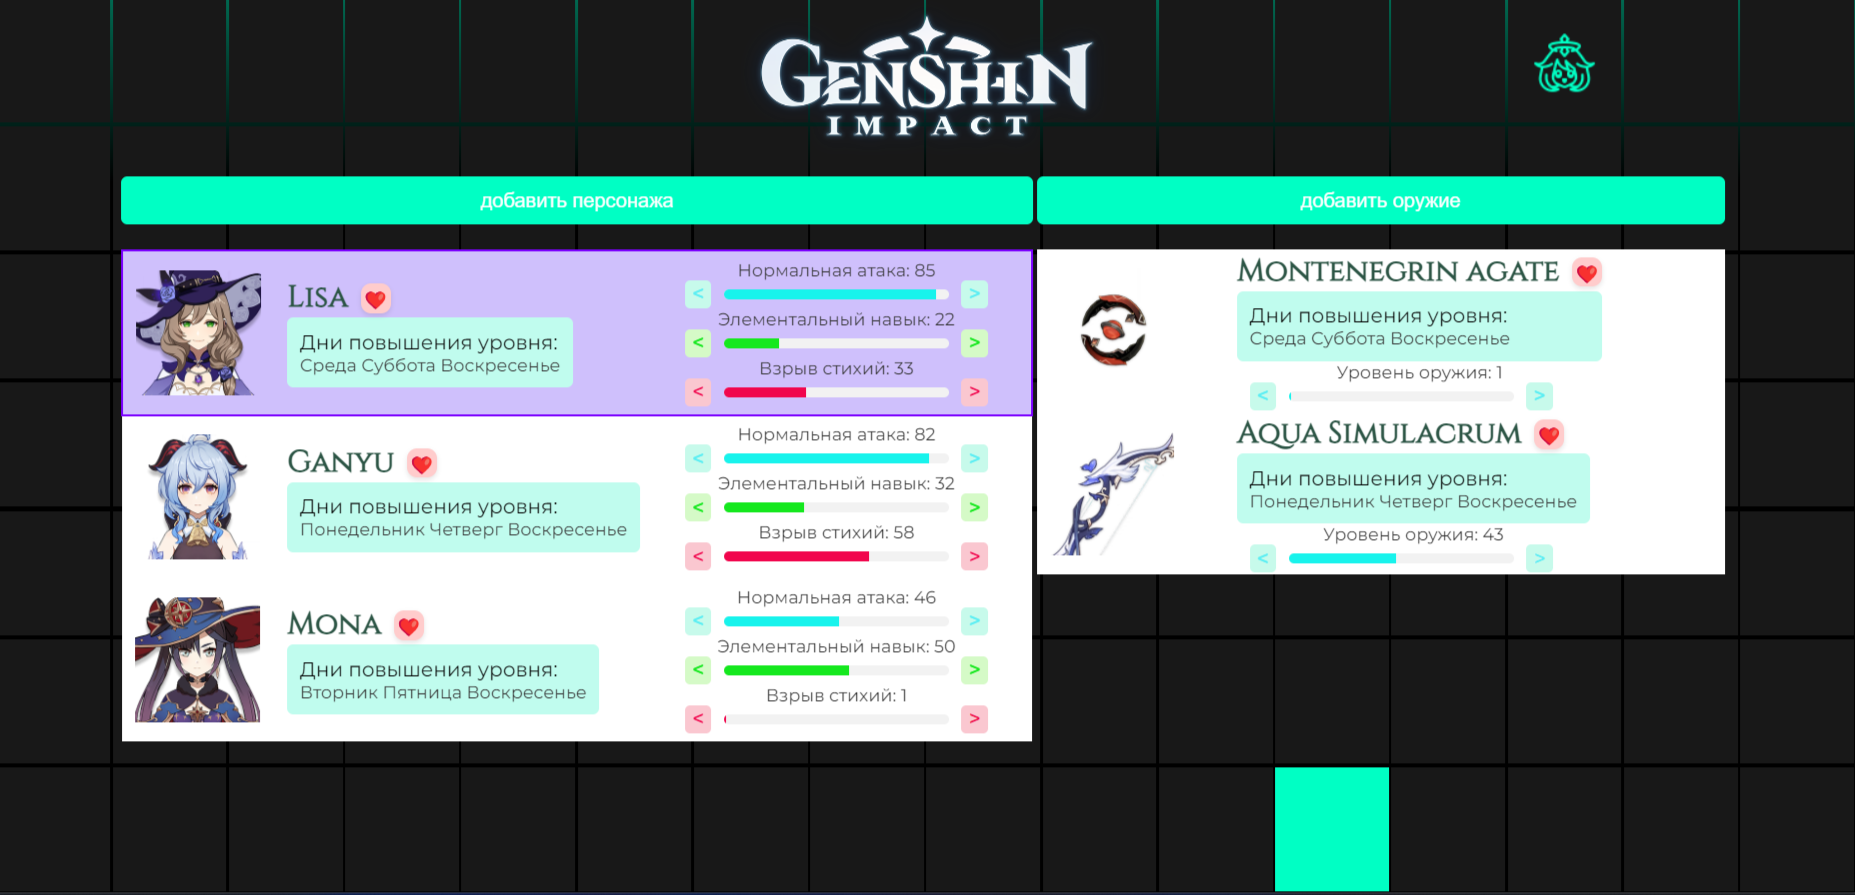 GENSHIN
IMPACT
добавить персонажа
добавить оружие
Lisa
Дни повышения уровня:
Среда Суббота Воскресенье
Нормальная атака: 85
< >
Элементальный навык: 22
< >
Взрыв стихий: 33
< >
Ganyu
Дни повышения уровня:
Понедельник Четверг Воскресенье
Нормальная атака: 82
< >
Элементальный навык: 32
< >
Взрыв стихий: 58
< >
Mona
Дни повышения уровня:
Вторник Пятница Воскресенье
Нормальная атака: 46
< >
Элементальный навык: 50
< >
Взрыв стихий: 1
< >
Montenegrin agate
Дни повышения уровня:
Среда Суббота Воскресенье
Уровень оружия: 1
< >
Aqua Simulacrum
Дни повышения уровня:
Понедельник Четверг Воскресенье
Уровень оружия: 43
< >